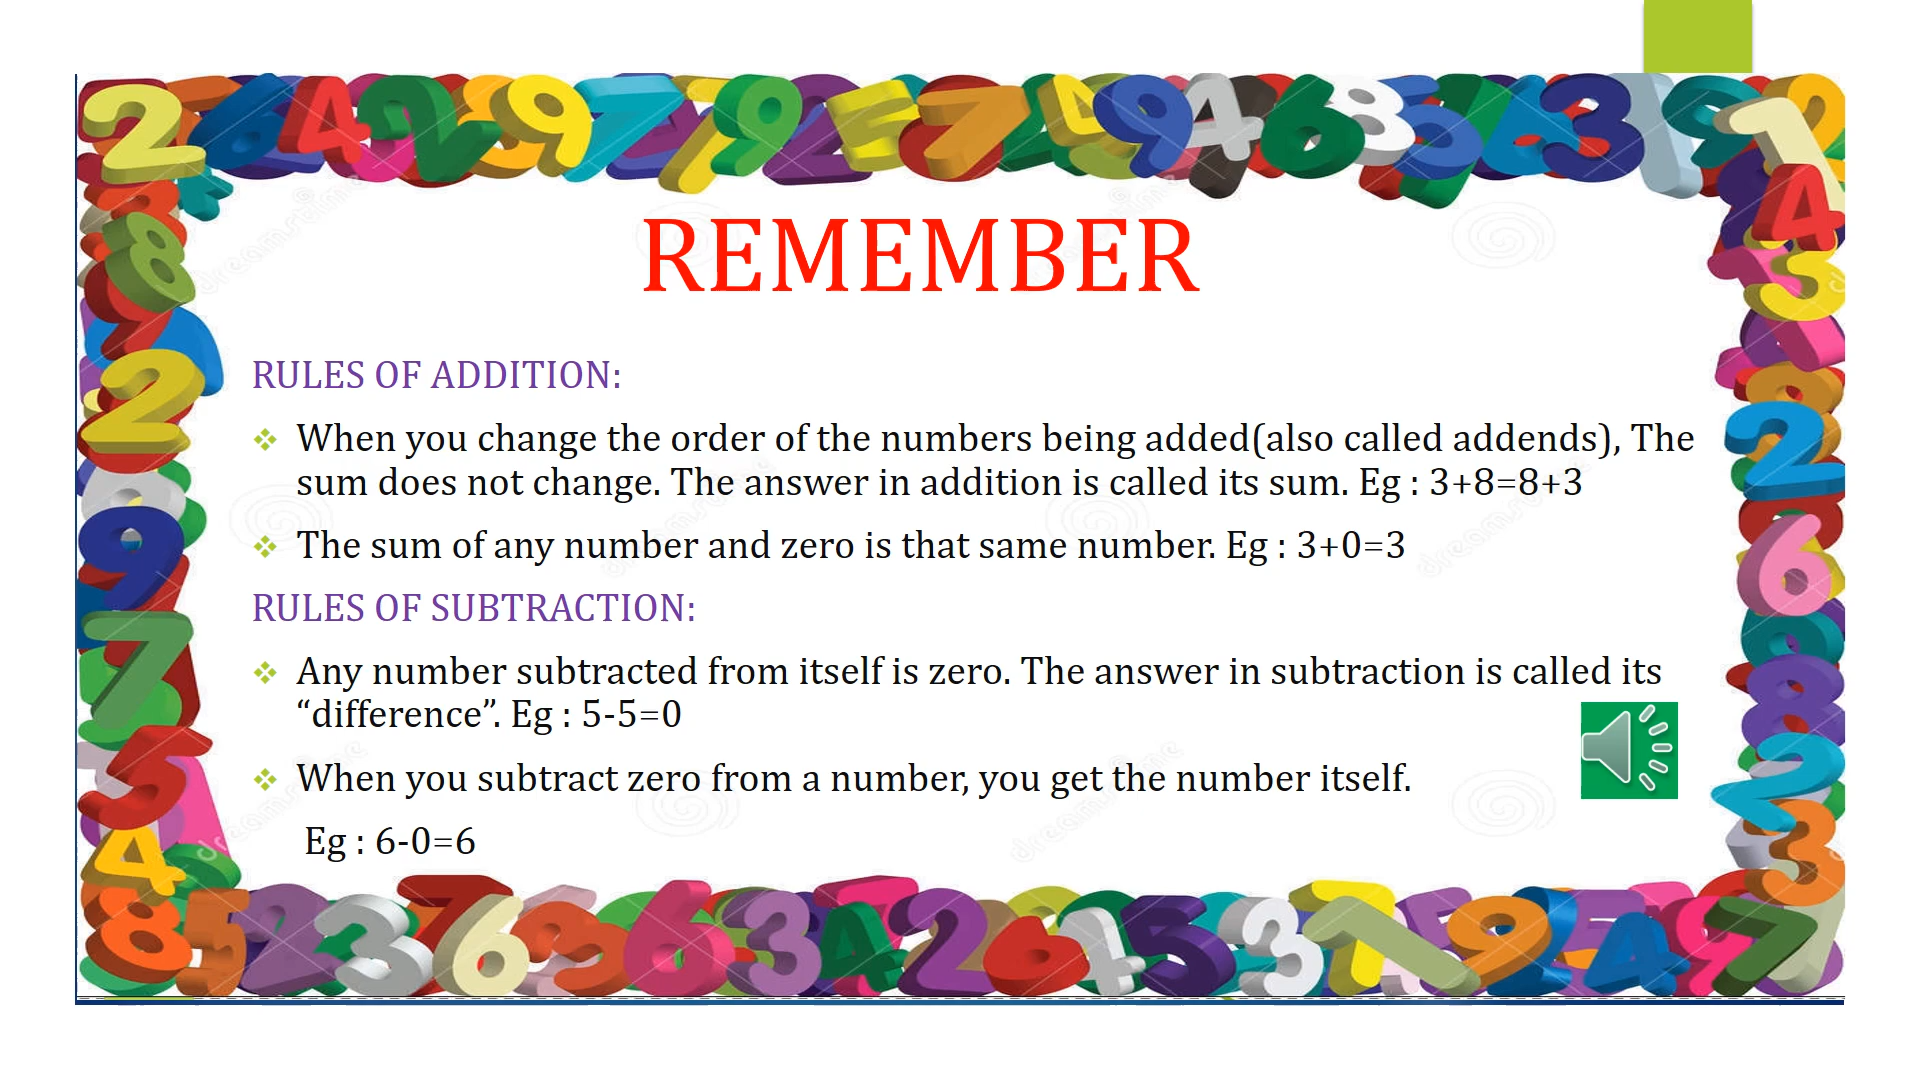 REMEMBER
RULES OF ADDITION:
When you change the order of the numbers being added(also called addends), The
sum does not change. The answer in addition is called its sum. Eg : 3+8=8+3
The sum of any number and zero is that same number. Eg : 3+0=3
RULES OF SUBTRACTION:
Any number subtracted from itself is zero. The answer in subtraction is called its
“difference”. Eg : 5-5=0
When you subtract zero from a number, you get the number itself.
Eg : 6-0=6